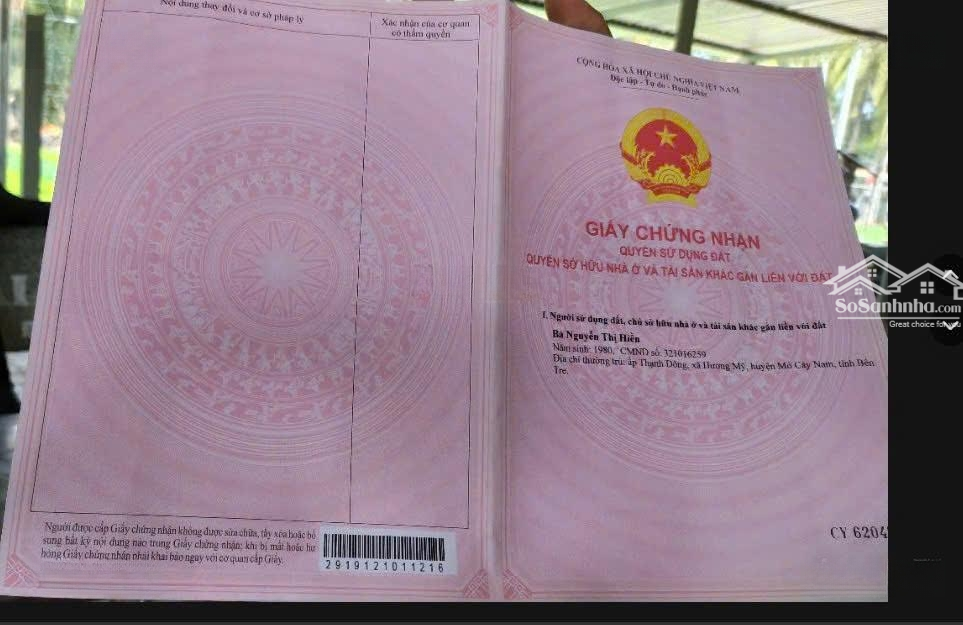 Nội dung thay đổi và cơ sở pháp lý
Xác nhận của cơ quan
có thẩm quyền
Người được cấp Giấy chứng nhận không được sửa chữa, tẩy xóa hoặc bổ
sung bất kỳ nội dung nào trong Giấy chứng nhận; khi bị mất hoặc hư
hỏng Giấy chứng nhận phải khai báo ngay với cơ quan cấp Giấy.
2919121011216
CỘNG HÒA XÃ HỘI CHỦ NGHĨA VIỆT NAM
Độc lập - Tự do - Hạnh phúc
GIẤY CHỨNG NHẬN
QUYỀN SỬ DỤNG ĐẤT
QUYỀN SỞ HỮU NHÀ Ở VÀ TÀI SẢN KHÁC GẮN LIỀN VỚI ĐẤT
I. Người sử dụng đất, chủ sở hữu nhà ở và tài sản khác gắn liền với đất
Bà Nguyễn Thị Hiền
Năm sinh: 1980, CMND số: 321016259
Địa chỉ thường trú: ấp Thạnh Đông, xã Hương Mỹ, huyện Mỏ Cày Nam, tỉnh Bến
Tre.
CY 6204
SoSanhnha.com
Great choice for you